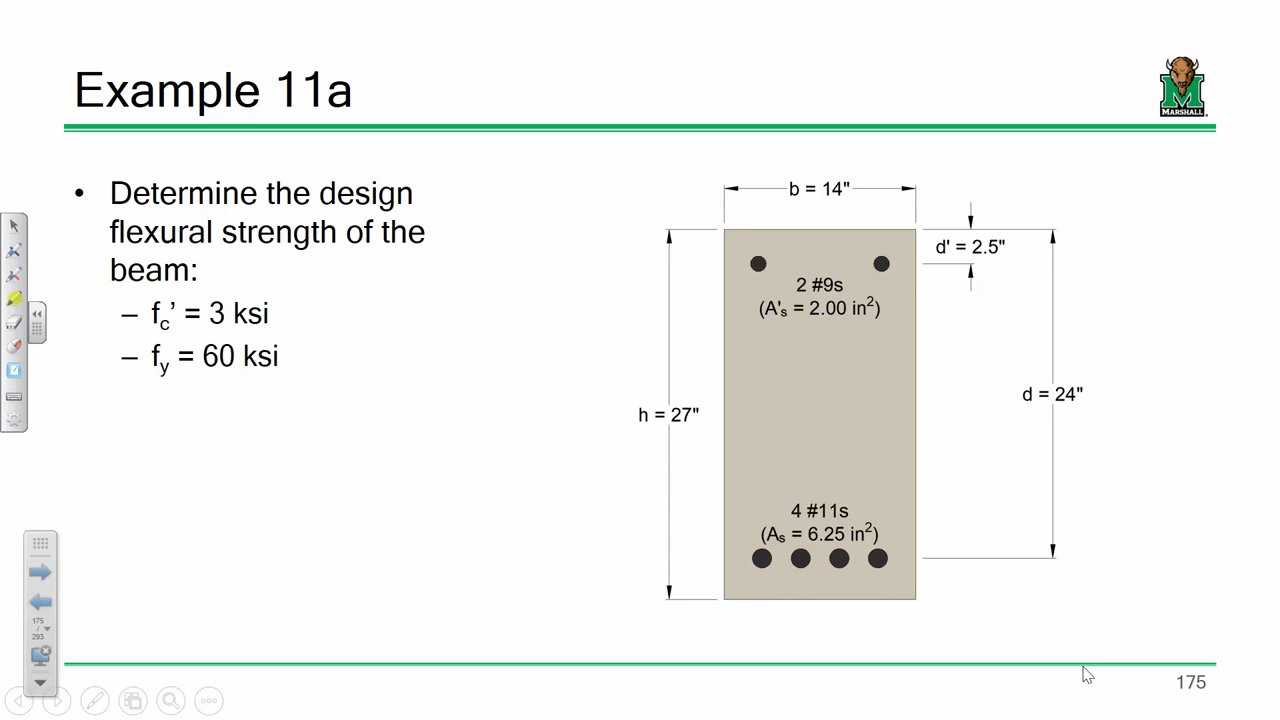 Example 11a
MARSHALL
• Determine the design
flexural strength of the
beam:
– fc’ = 3 ksi
– fy = 60 ksi
b = 14"
d' = 2.5"
2 #9s
(A's = 2.00 in2)
d = 24"
h = 27"
4 #11s
(As = 6.25 in2)
175
/
293
175